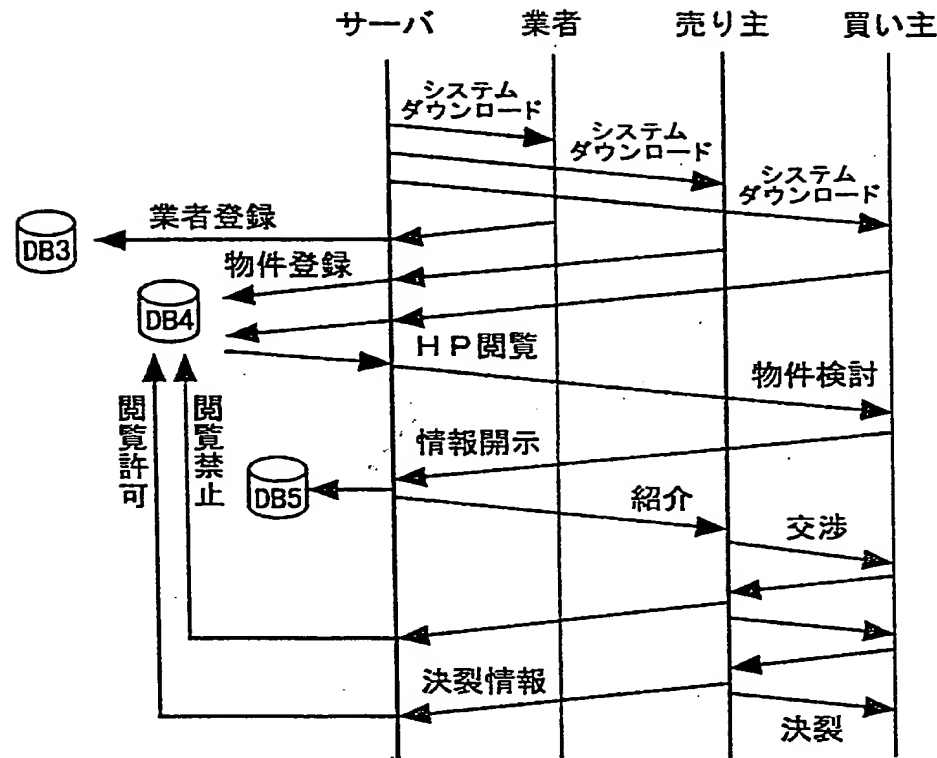 サーバ
業者
売り主
買い主
システム
ダウンロード
システム
ダウンロード
システム
ダウンロード
業者登録
DB3
物件登録
DB4
HP閲覧
物件検討
閲覧許可
閲覧禁止
情報開示
DB5
紹介
交渉
決裂情報
決裂